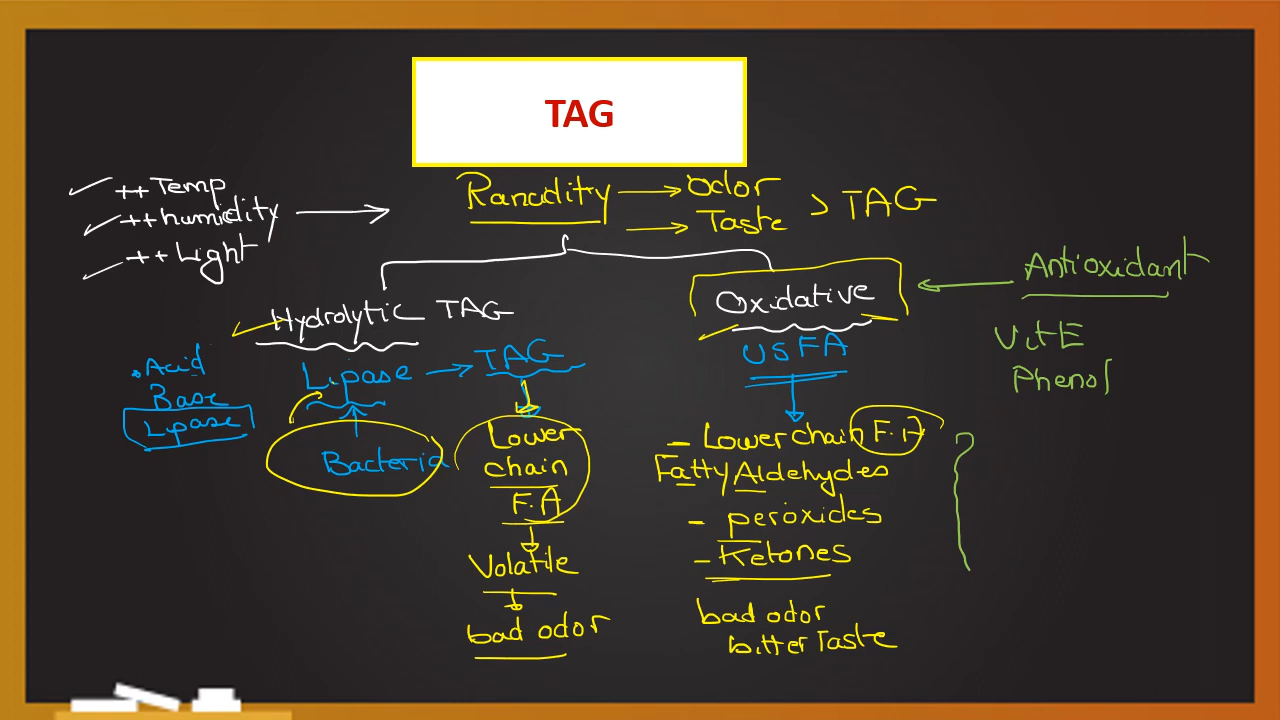 TAG
++ Temp
++ humidity
++ Light
Rancidity → Odor
→ Taste
> TAG
Hydrolytic TAG
Oxidative
Antioxidant
Vit E
Phenol
Acid
Base
Lipase
Lipase → TAG
Bacteria
Lower
chain
F.A
Volatile
bad odor
USFA
- Lower chain F.A
Fatty Aldehydes
- peroxides
- Ketones
bad odor
bitter Taste